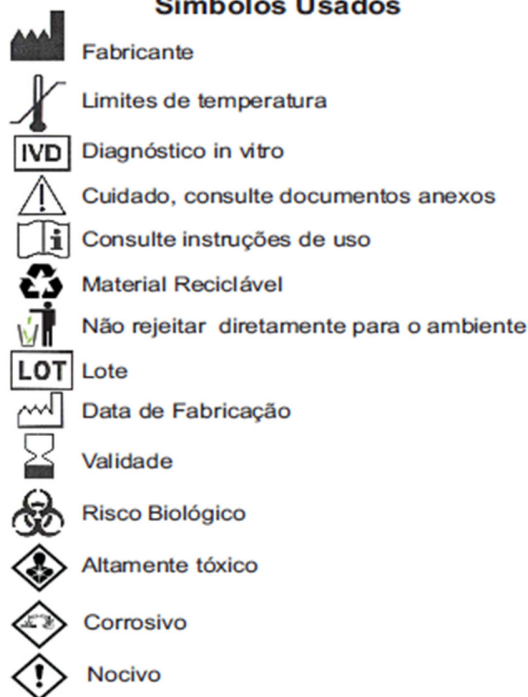 Símbolos Usados
Fabricante
Limites de temperatura
IVD Diagnóstico in vitro
Cuidado, consulte documentos anexos
i Consulte instruções de uso
Material Reciclável
Não rejeitar diretamente para o ambiente
LOT Lote
Data de Fabricação
Validade
Risco Biológico
Altamente tóxico
Corrosivo
Nocivo